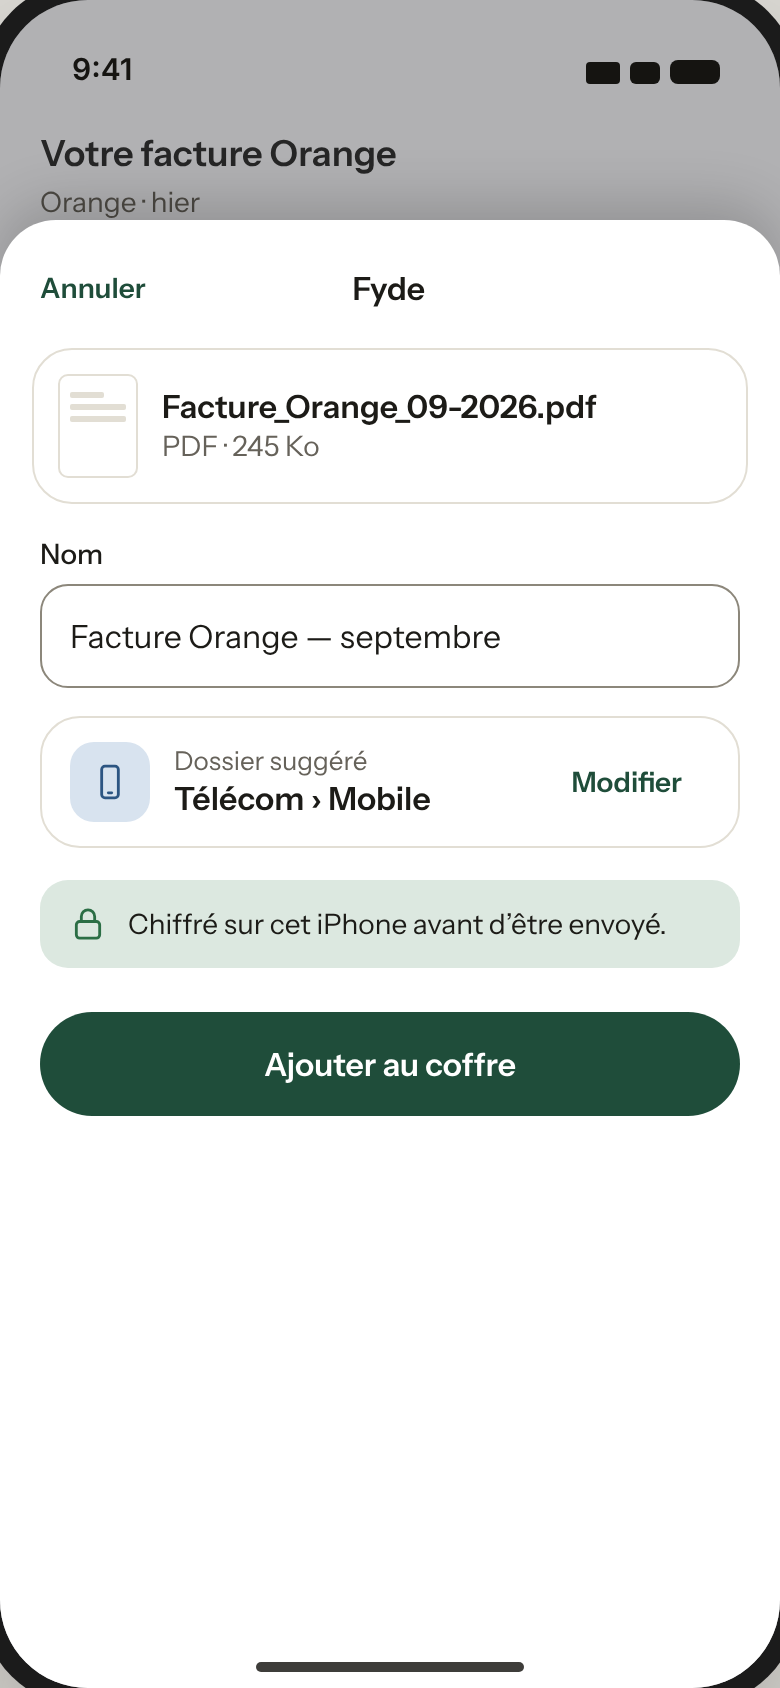 9:41
Votre facture Orange
Orange · hier
Annuler
Fyde
Facture_Orange_09-2026.pdf
PDF · 245 Ko
Nom
Facture Orange — septembre
Dossier suggéré
Télécom › Mobile
Modifier
Chiffré sur cet iPhone avant d’être envoyé.
Ajouter au coffre